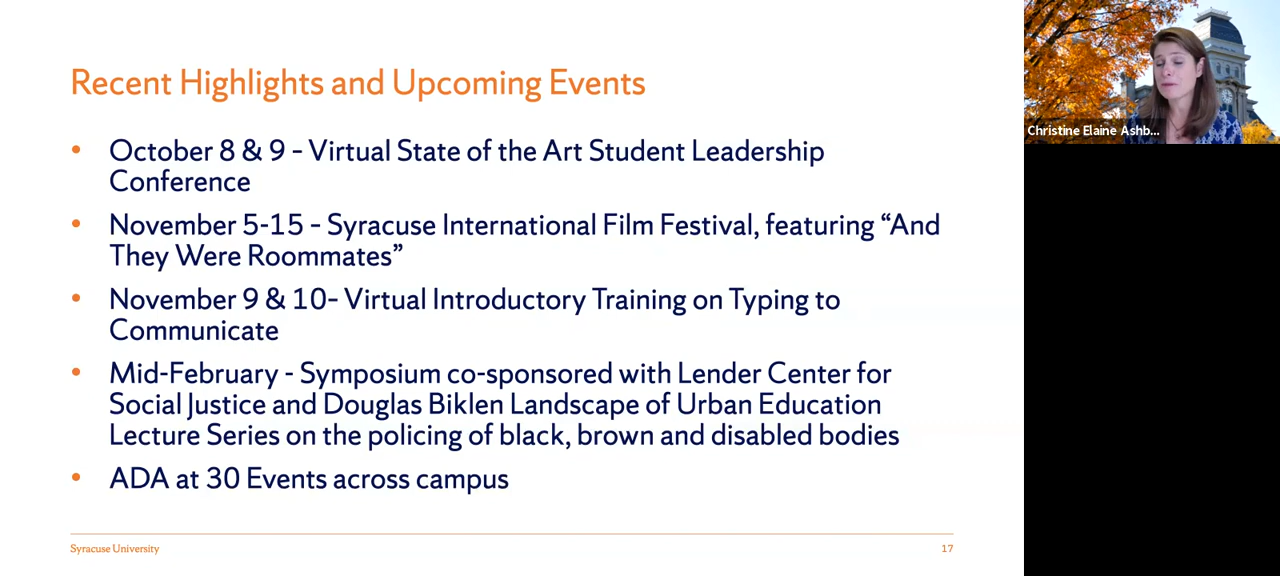 Recent Highlights and Upcoming Events
• October 8 & 9 – Virtual State of the Art Student Leadership
Conference
• November 5-15 – Syracuse International Film Festival, featuring “And
They Were Roommates”
• November 9 & 10– Virtual Introductory Training on Typing to
Communicate
• Mid-February - Symposium co-sponsored with Lender Center for
Social Justice and Douglas Biklen Landscape of Urban Education
Lecture Series on the policing of black, brown and disabled bodies
• ADA at 30 Events across campus
Syracuse University
17
Christine Elaine Ashb...